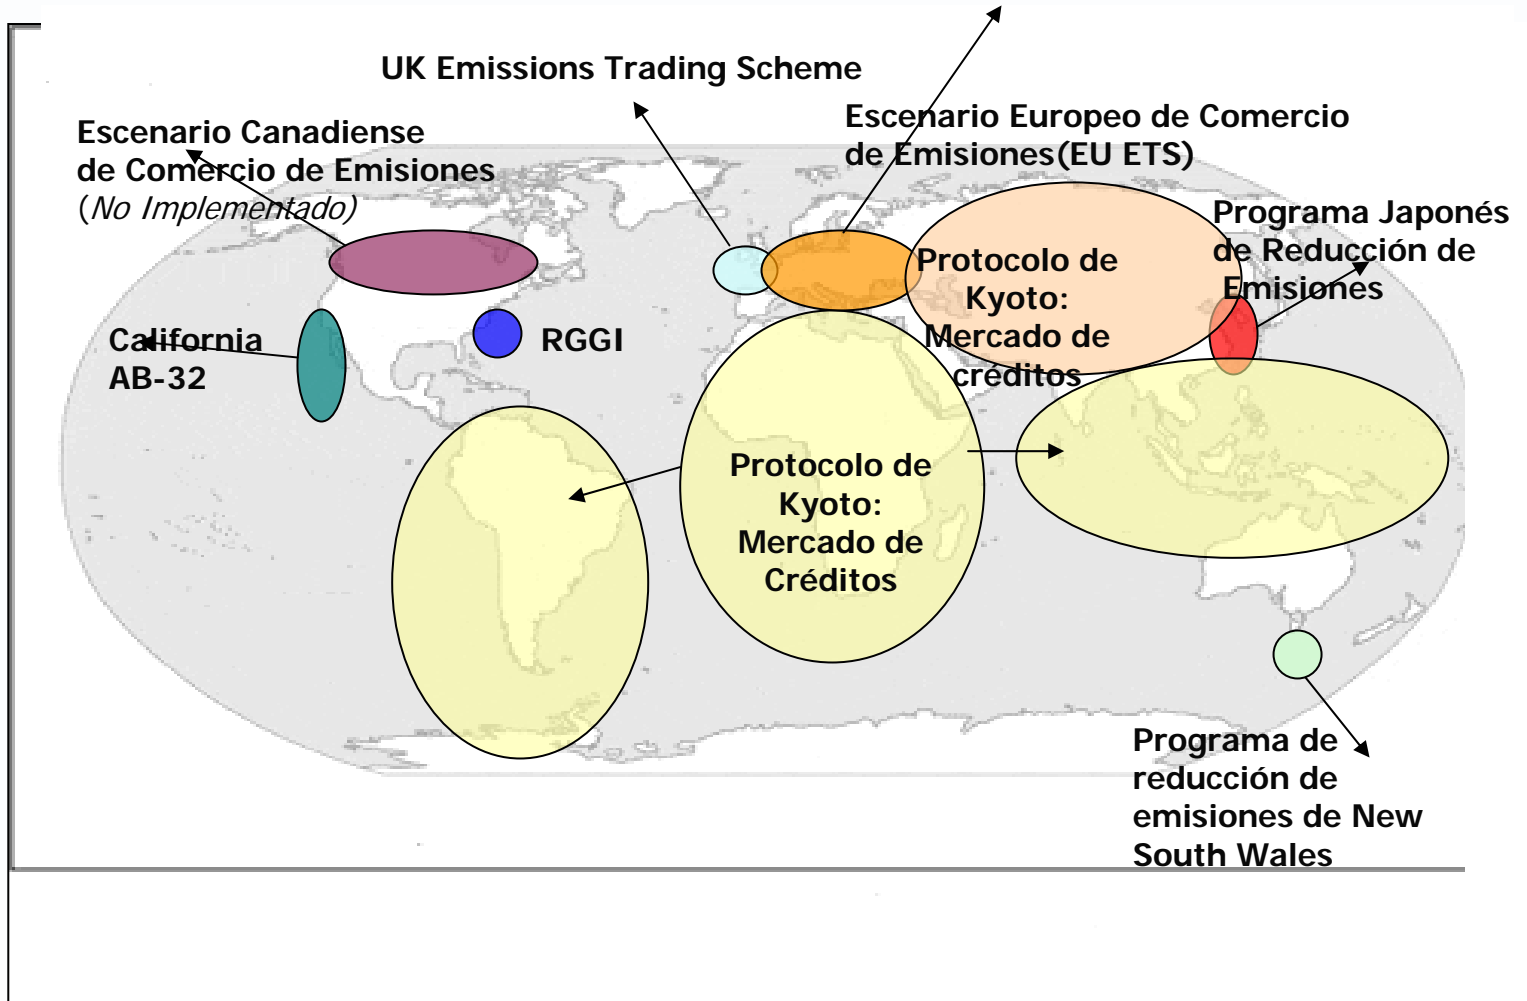 UK Emissions Trading Scheme
Escenario Canadiense
de Comercio de Emisiones
(No Implementado)
Escenario Europeo de Comercio
de Emisiones(EU ETS)
Programa Japonés
de Reducción de
Emisiones
Protocolo de
Kyoto:
Mercado de
créditos
California
AB-32
RGGI
Protocolo de
Kyoto:
Mercado de
Créditos
Programa de
reducción de
emisiones de New
South Wales